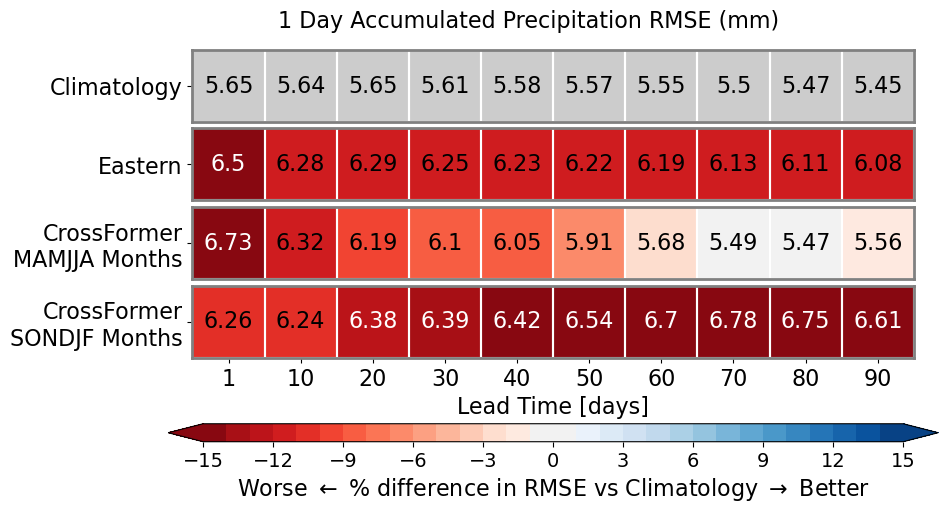 1 Day Accumulated Precipitation RMSE (mm)
Climatology 5.65 5.64 5.65 5.61 5.58 5.57 5.55 5.5 5.47 5.45
Eastern 6.5 6.28 6.29 6.25 6.23 6.22 6.19 6.13 6.11 6.08
CrossFormer
MAMJJA Months 6.73 6.32 6.19 6.1 6.05 5.91 5.68 5.49 5.47 5.56
CrossFormer
SONDJF Months 6.26 6.24 6.38 6.39 6.42 6.54 6.7 6.78 6.75 6.61
1 10 20 30 40 50 60 70 80 90
Lead Time [days]
−15 −12 −9 −6 −3 0 3 6 9 12 15
Worse ← % difference in RMSE vs Climatology → Better